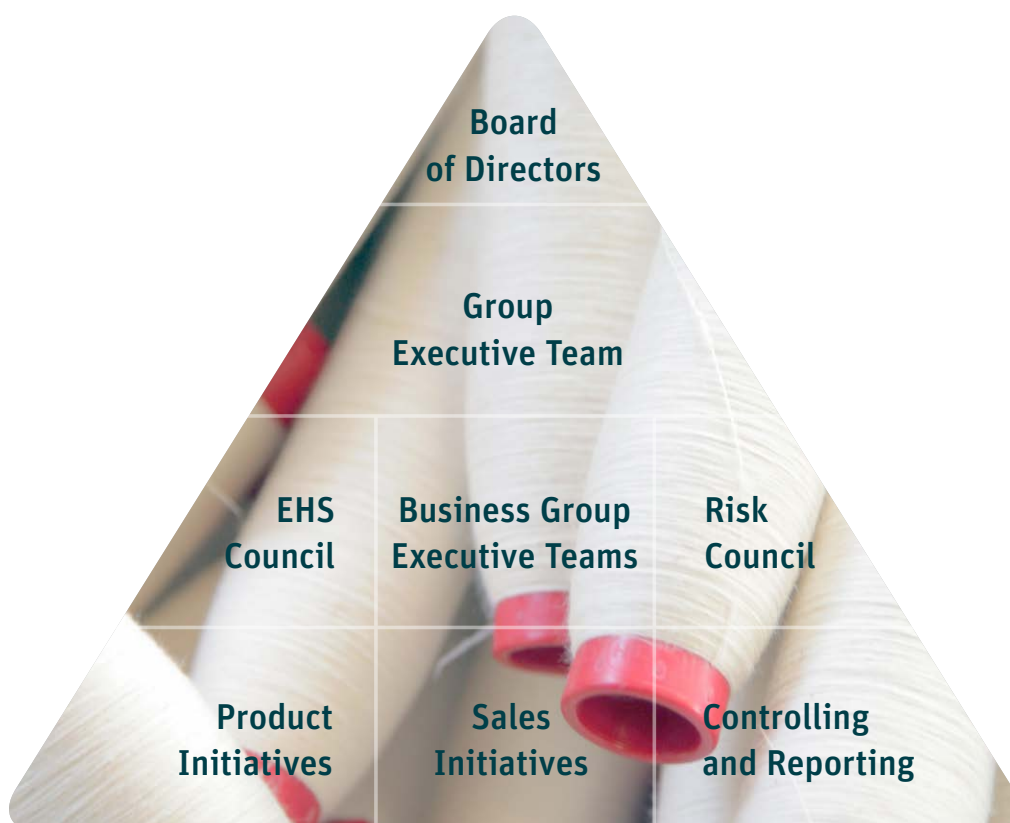 Board
of Directors
Group
Executive Team
EHS
Council
Business Group
Executive Teams
Risk
Council
Product
Initiatives
Sales
Initiatives
Controlling
and Reporting